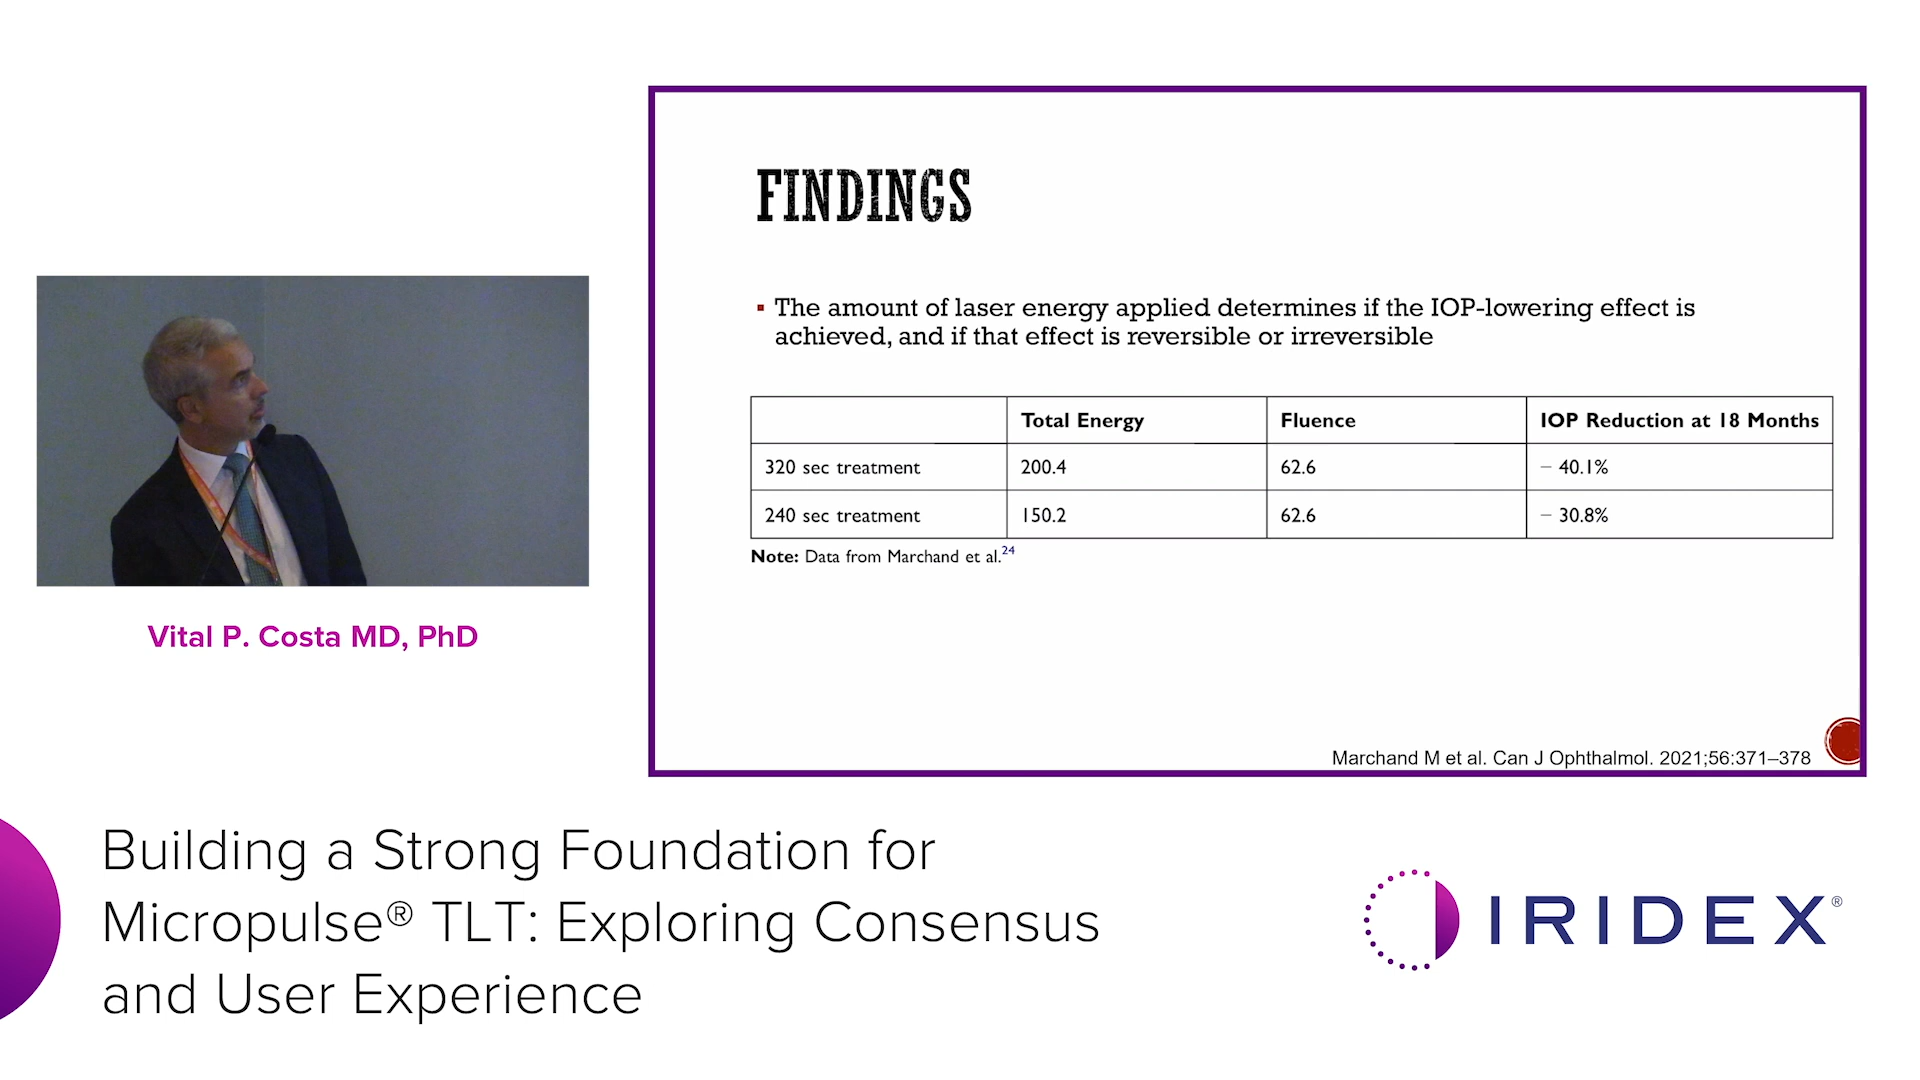 FINDINGS
▪ The amount of laser energy applied determines if the IOP-lowering effect is
achieved, and if that effect is reversible or irreversible
Total Energy Fluence IOP Reduction at 18 Months
320 sec treatment 200.4 62.6 – 40.1%
240 sec treatment 150.2 62.6 – 30.8%
Note: Data from Marchand et al.24
Marchand M et al. Can J Ophthalmol. 2021;56:371–378
Vital P. Costa MD, PhD
Building a Strong Foundation for
Micropulse® TLT: Exploring Consensus
and User Experience
IRIDEX®